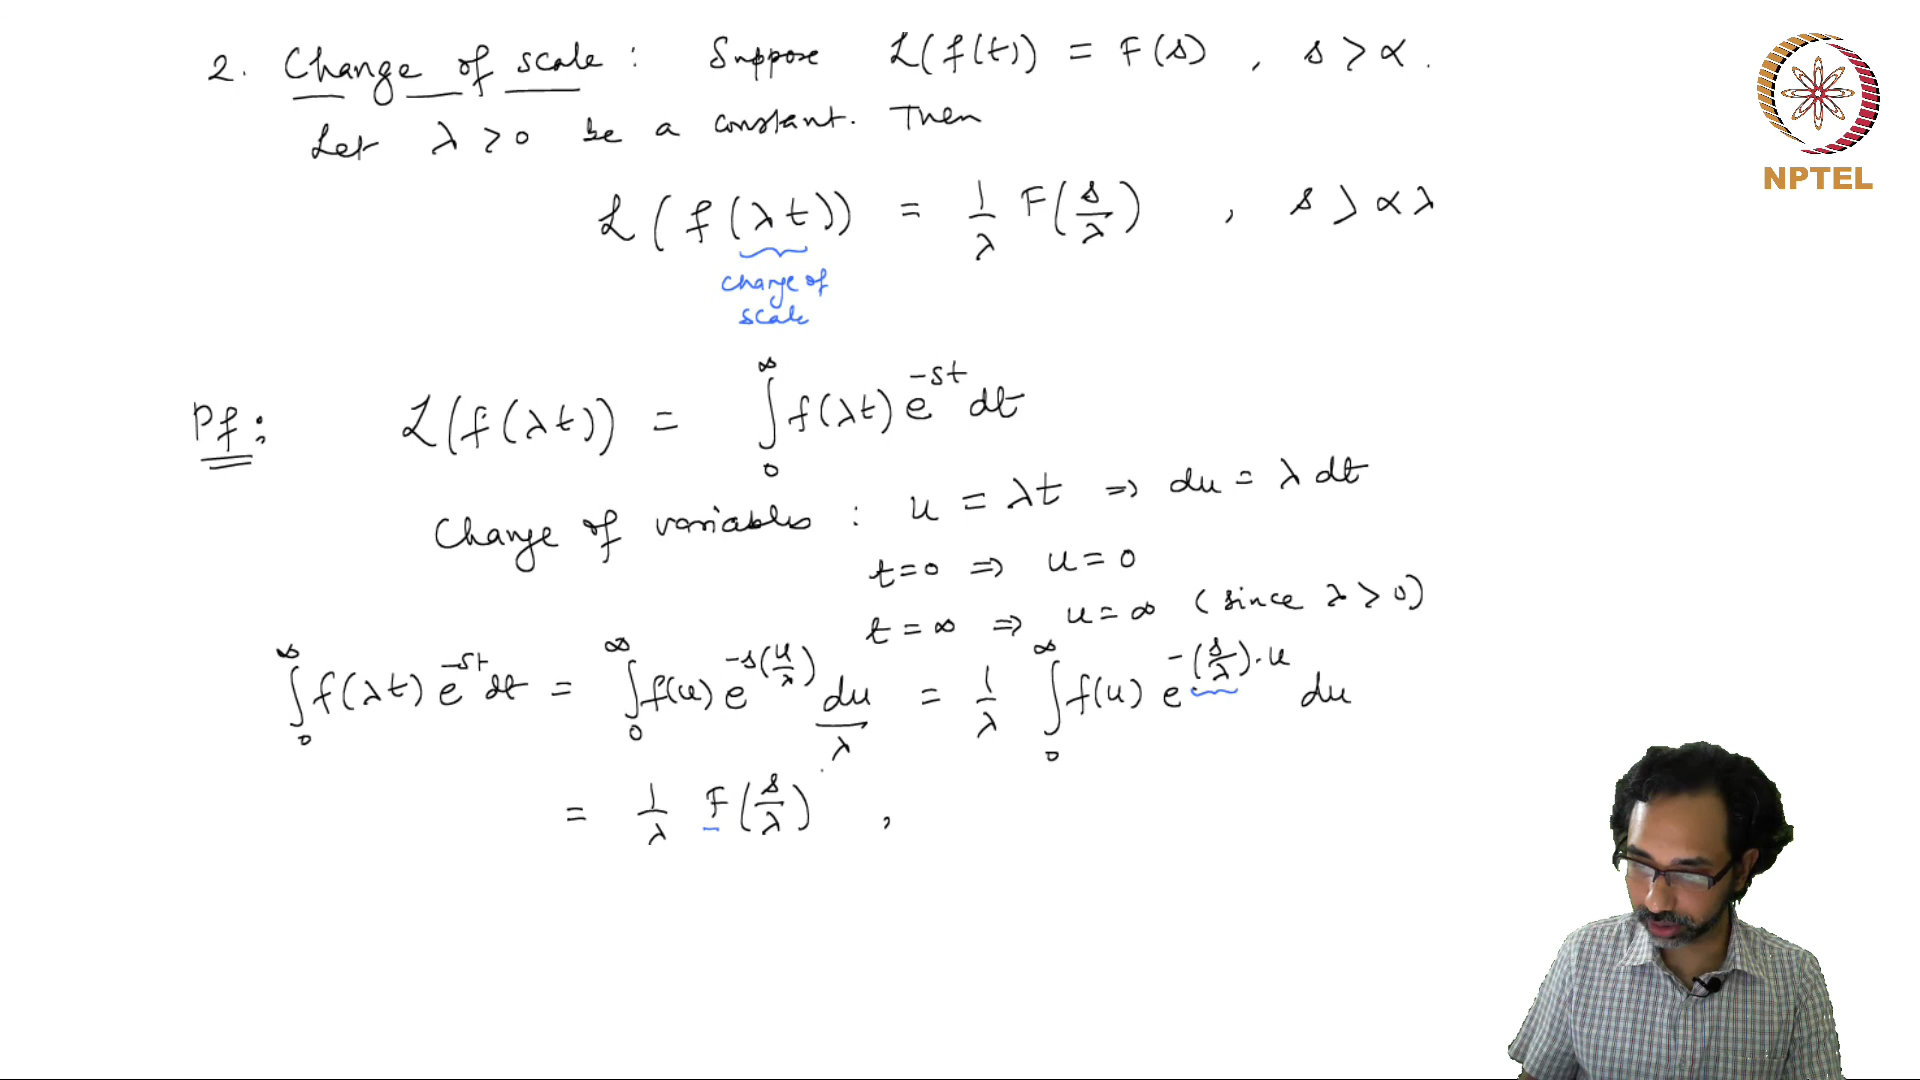 2. Change of scale : Suppose ℒ(f(t)) = F(s) , s > α .
Let λ > 0 be a constant. Then
ℒ(f(λt)) = 1/λ F(s/λ) , s > αλ
change of
scale
NPTEL
Pf: ℒ(f(λt)) = ∫₀^∞ f(λt) e^{-st} dt
Change of variables : u = λt ⇒ du = λ dt
t=0 ⇒ u=0
t=∞ ⇒ u=∞ (since λ > 0)
∫₀^∞ f(λt) e^{-st} dt = ∫₀^∞ f(u) e^{-s(u/λ)} du/λ = 1/λ ∫₀^∞ f(u) e^{-(s/λ)·u} du
= 1/λ F(s/λ) ,